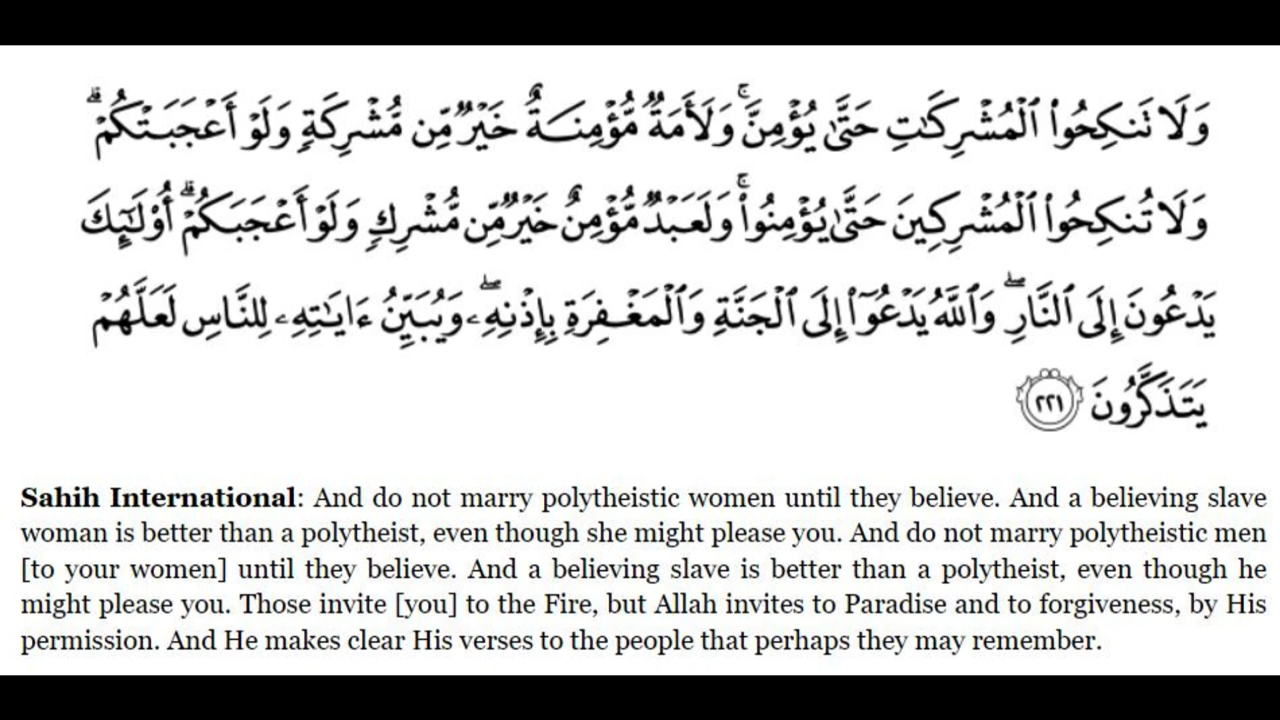 وَلَا تَنكِحُوا۟ ٱلْمُشْرِكَـٰتِ حَتَّىٰ يُؤْمِنَّ ۚ وَلَأَمَةٌ مُّؤْمِنَةٌ خَيْرٌ مِّن مُّشْرِكَةٍ وَلَوْ أَعْجَبَتْكُمْ ۗ
وَلَا تُنكِحُوا۟ ٱلْمُشْرِكِينَ حَتَّىٰ يُؤْمِنُوا۟ ۚ وَلَعَبْدٌ مُّؤْمِنٌ خَيْرٌ مِّن مُّشْرِكٍ وَلَوْ أَعْجَبَكُمْ ۗ أُو۟لَـٰٓئِكَ
يَدْعُونَ إِلَى ٱلنَّارِ ۖ وَٱللَّهُ يَدْعُوٓا۟ إِلَى ٱلْجَنَّةِ وَٱلْمَغْفِرَةِ بِإِذْنِهِۦ ۖ وَيُبَيِّنُ ءَايَـٰتِهِۦ لِلنَّاسِ لَعَلَّهُمْ
يَتَذَكَّرُونَ ٢٢١
Sahih International: And do not marry polytheistic women until they believe. And a believing slave
woman is better than a polytheist, even though she might please you. And do not marry polytheistic men
[to your women] until they believe. And a believing slave is better than a polytheist, even though he
might please you. Those invite [you] to the Fire, but Allah invites to Paradise and to forgiveness, by His
permission. And He makes clear His verses to the people that perhaps they may remember.